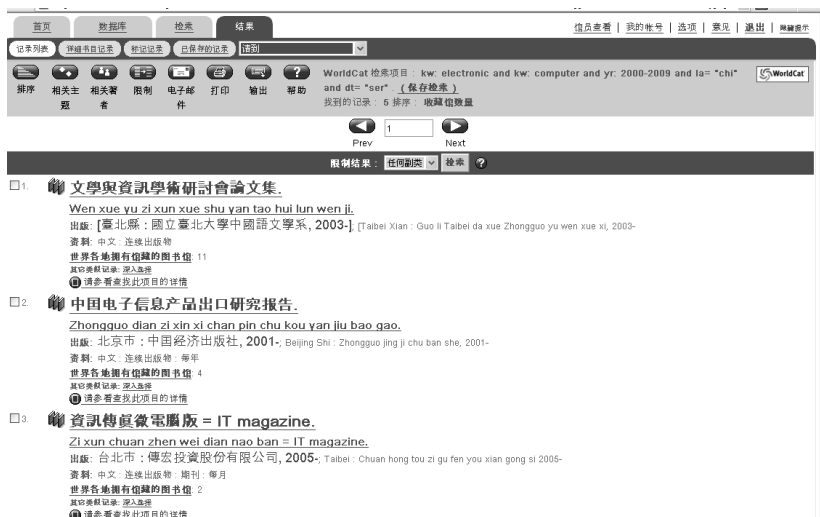 首页 数据库 检索 结果 馆员查看 | 我的帐号 | 选项 | 意见 | 退出 | 隐藏提示
记录列表 详细书目记录 标记记录 已保存的记录 请到
排序 相关主题 相关著者 限制 电子邮件 打印 输出 帮助
WorldCat 检索项目： kw: electronic and kw: computer and yr: 2000-2009 and la= "chi"
and dt= "ser" . (保存检索)
找到的记录： 5 排序： 收藏馆数量
WorldCat
1
Prev Next
限制结果： 任何副类 检索 ?
1. 文學與資訊學術研討會論文集.
Wen xue yu zi xun xue shu yan tao hui lun wen ji.
出版: [臺北縣 : 國立臺北大學中國語文學系, 2003-]; [Taibei Xian : Guo li Taibei da xue Zhongguo yu wen xue xi, 2003-
资料: 中文 : 连续出版物
世界各地拥有馆藏的图书馆: 11
其它类似记录: 深入选择
请参看查找此项目的详情
2. 中国电子信息产品出口研究报告.
Zhongguo dian zi xin xi chan pin chu kou yan jiu bao gao.
出版: 北京市 : 中国经济出版社, 2001-; Beijing Shi : Zhongguo jing ji chu ban she, 2001-
资料: 中文 : 连续出版物 : 每年
世界各地拥有馆藏的图书馆: 4
其它类似记录: 深入选择
请参看查找此项目的详情
3. 資訊傳眞微電腦版 = IT magazine.
Zi xun chuan zhen wei dian nao ban = IT magazine.
出版: 台北市 : 傳宏投資股份有限公司, 2005-; Taibei : Chuan hong tou zi gu fen you xian gong si 2005-
资料: 中文 : 连续出版物 : 期刊 : 每月
世界各地拥有馆藏的图书馆: 2
其它类似记录: 深入选择
请参看查找此项目的详情